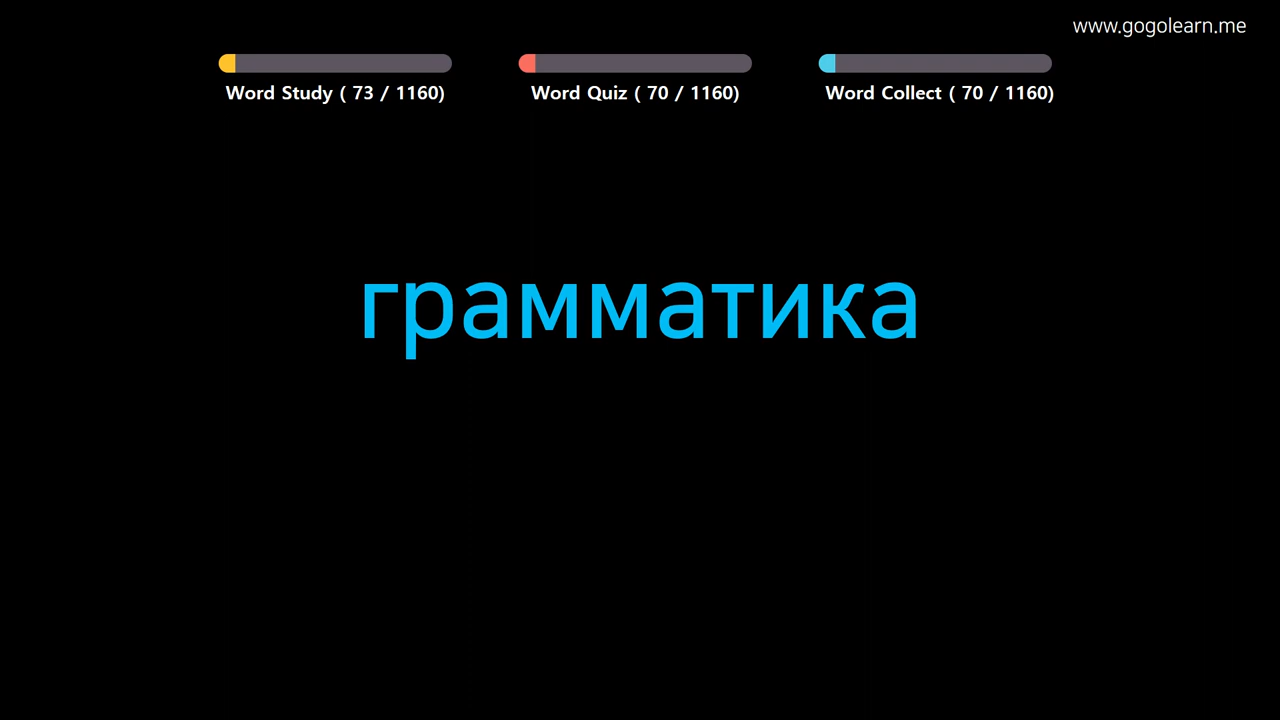 www.gogolearn.me
Word Study ( 73 / 1160)
Word Quiz ( 70 / 1160)
Word Collect ( 70 / 1160)
грамматика